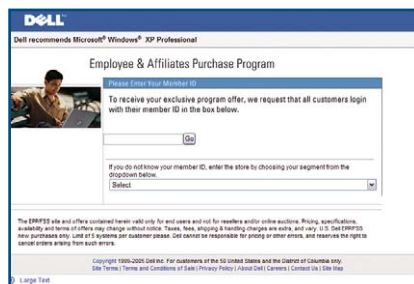 DELL™
Dell recommends Microsoft® Windows® XP Professional
Employee & Affiliates Purchase Program
Please Enter Your Member ID
To receive your exclusive program offer, we request that all customers login
with their member ID in the box below.
Go
If you do not know your member ID, enter the store by choosing your segment from the
dropdown below.
Select
The EPP/FSS site and offers contained herein valid only for end users and not for resellers and/or online auctions. Pricing, specifications,
availability and terms of offers may change without notice. Taxes, fees, shipping & handling charges are extra, and vary. U.S. Dell EPP/FSS
new purchases only. Limit of 5 systems per customer please. Dell cannot be responsible for pricing or other errors, and reserves the right to
cancel orders arising from such errors.
Copyright 1999-2005 Dell Inc. For customers of the 50 United States and the District of Columbia only.
Site Terms | Terms and Conditions of Sale | Privacy Policy | About Dell | Careers | Contact Us | Site Map
Large Text